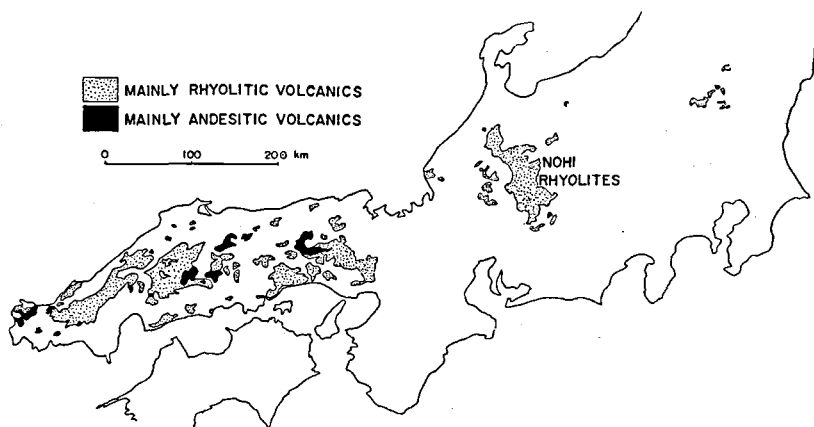 MAINLY RHYOLITIC VOLCANICS
MAINLY ANDESITIC VOLCANICS
0 100 200 km
NOHI
RHYOLITES